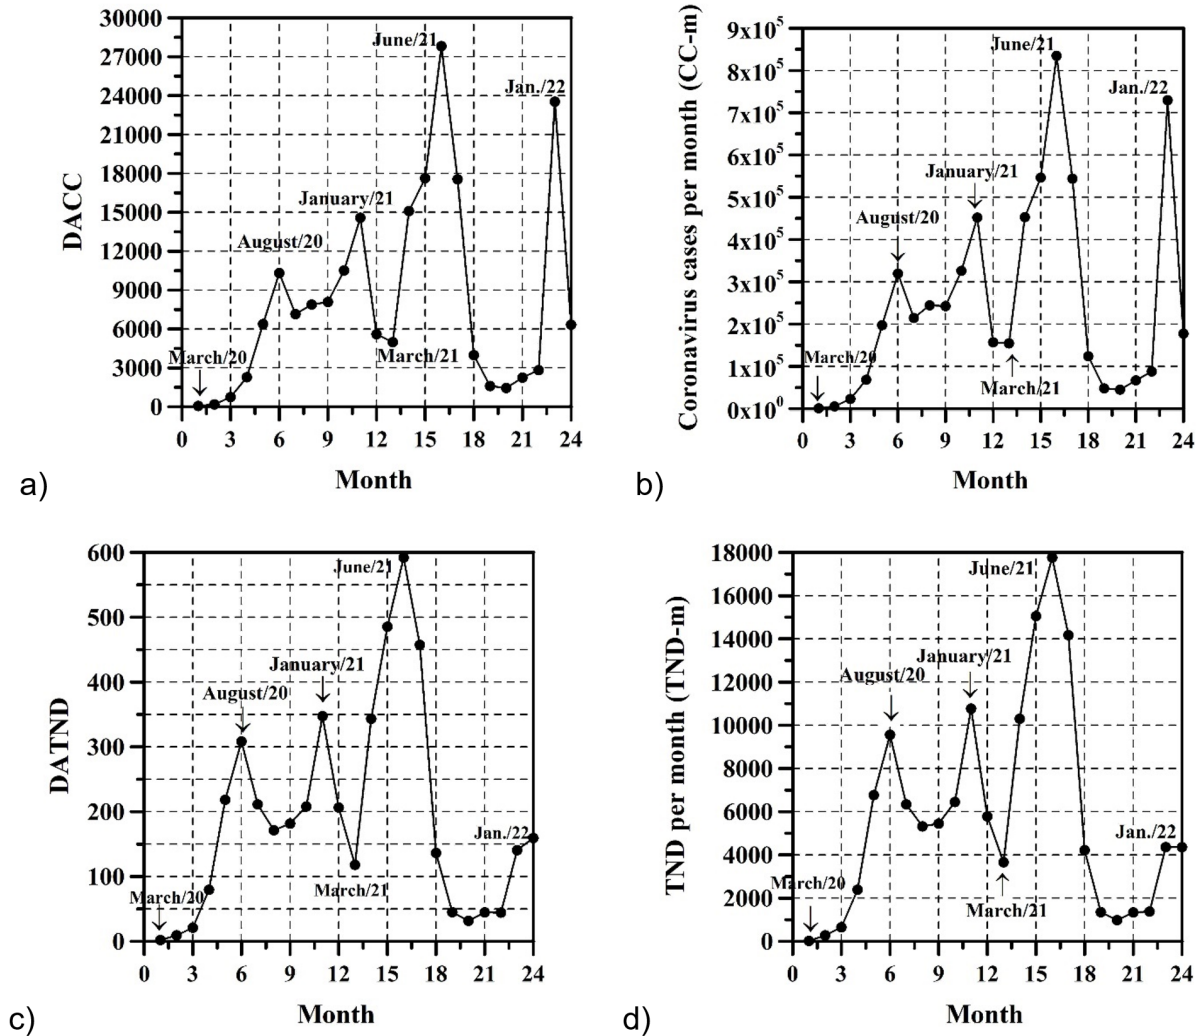 30000
27000
24000
21000
18000
15000
12000
9000
6000
3000
0
DACC
June/21
Jan./22
January/21
August/20
March/20
March/21
0 3 6 9 12 15 18 21 24
Month
a)
9x10⁵
8x10⁵
7x10⁵
6x10⁵
5x10⁵
4x10⁵
3x10⁵
2x10⁵
1x10⁵
0x10⁰
Coronavirus cases per month (CC-m)
June/21
Jan./22
January/21
August/20
March/20
March/21
0 3 6 9 12 15 18 21 24
Month
b)
600
500
400
300
200
100
0
DATND
June/21
January/21
August/20
Jan./22
March/20
March/21
0 3 6 9 12 15 18 21 24
Month
c)
18000
16000
14000
12000
10000
8000
6000
4000
2000
0
TND per month (TND-m)
June/21
January/21
August/20
Jan./22
March/20
March/21
0 3 6 9 12 15 18 21 24
Month
d)